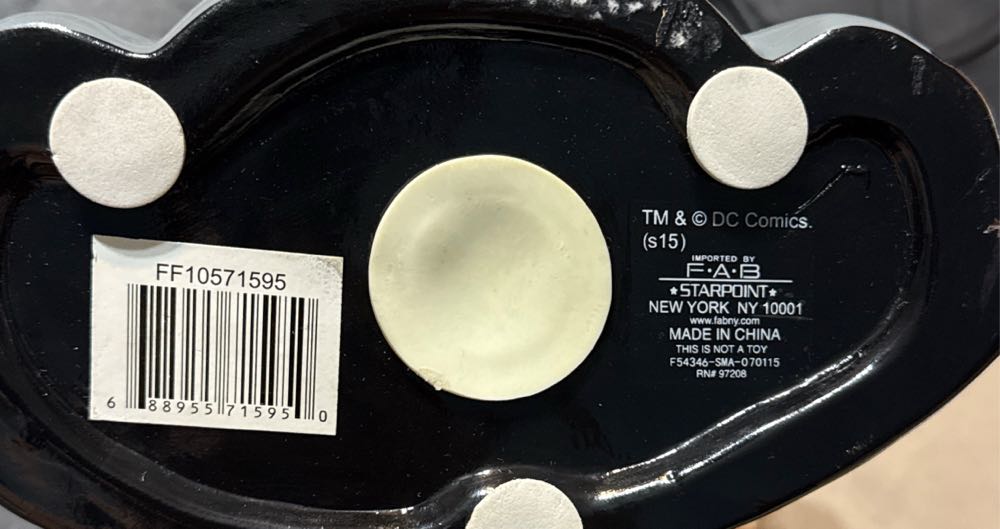 FF10571595
6 88955 71595 0
TM & © DC Comics.
(s15)
IMPORTED BY
F•A•B
★STARPOINT★
NEW YORK NY 10001
www.fabny.com
MADE IN CHINA
THIS IS NOT A TOY
F54346-SMA-070115
RN# 97208